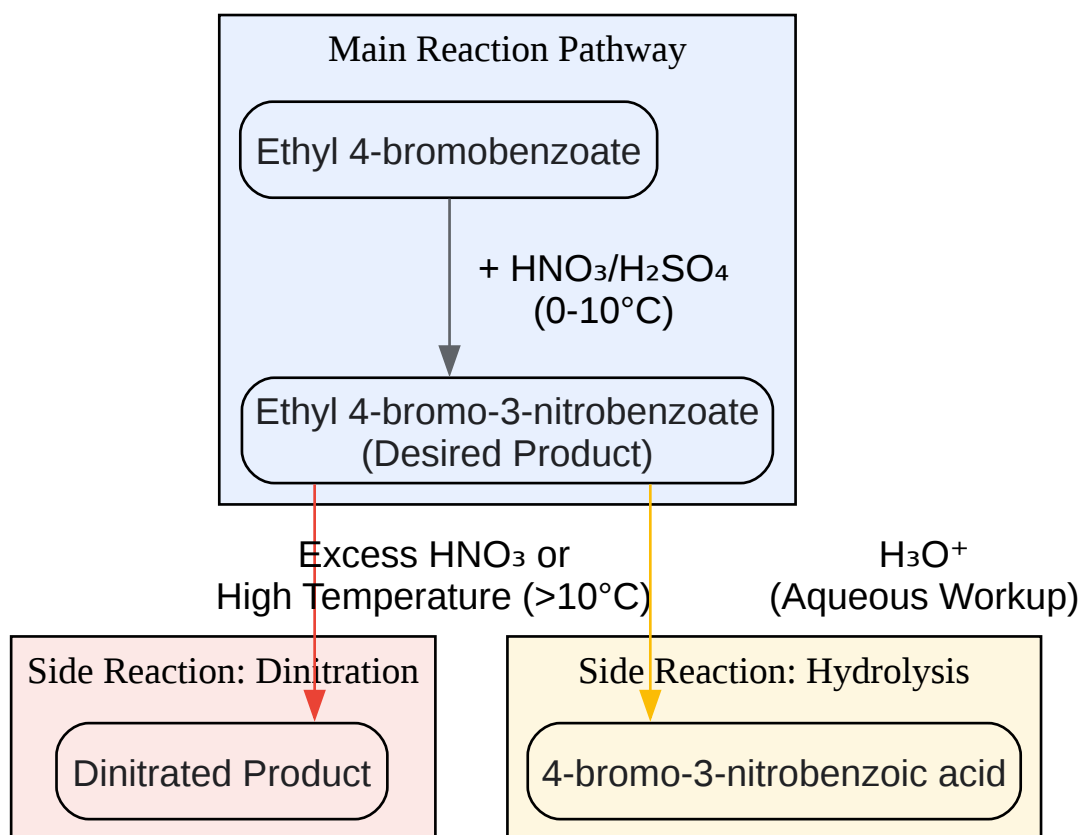 Main Reaction Pathway
Ethyl 4-bromobenzoate
+ HNO₃/H₂SO₄
(0-10°C)
Ethyl 4-bromo-3-nitrobenzoate
(Desired Product)
Excess HNO₃ or
High Temperature (>10°C)
H₃O⁺
(Aqueous Workup)
Side Reaction: Dinitration
Side Reaction: Hydrolysis
Dinitrated Product
4-bromo-3-nitrobenzoic acid